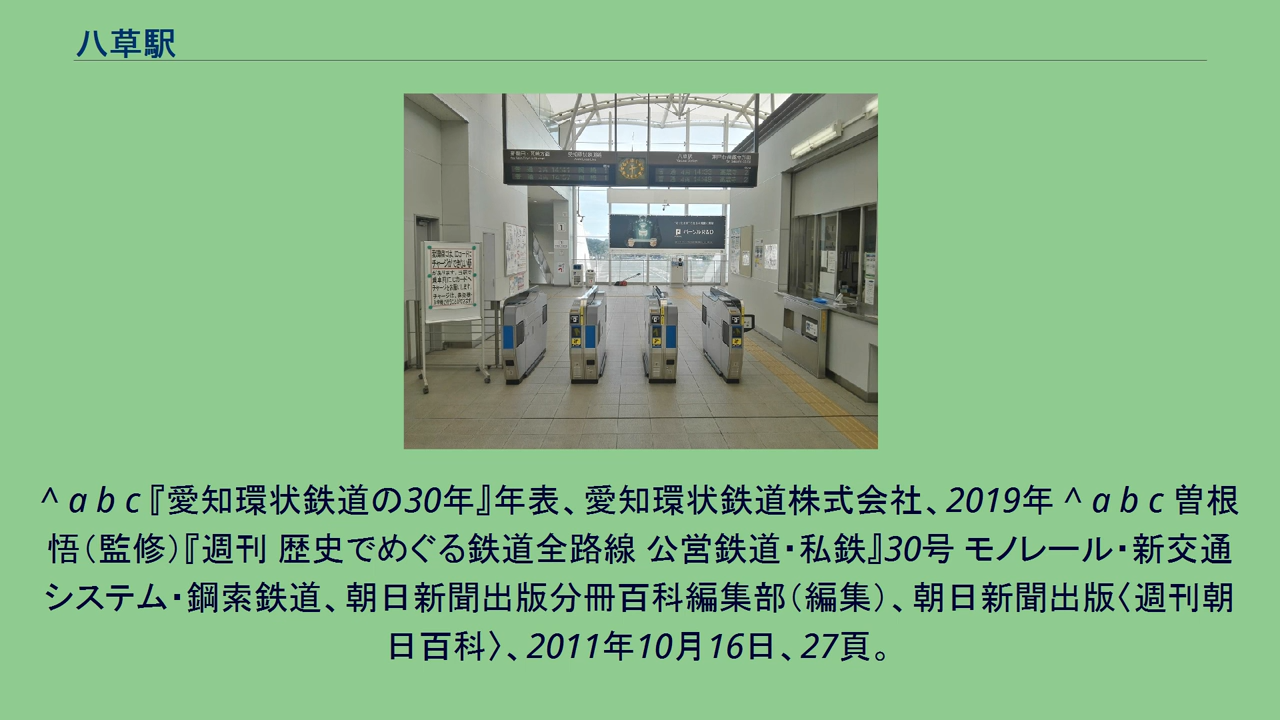 八草駅
パーソルR&D
^ a b c『愛知環状鉄道の30年』年表、愛知環状鉄道株式会社、2019年 ^ a b c 曽根
悟（監修）『週刊 歴史でめぐる鉄道全路線 公営鉄道・私鉄』30号 モノレール・新交通
システム・鋼索鉄道、朝日新聞出版分冊百科編集部（編集）、朝日新聞出版〈週刊朝
日百科〉、2011年10月16日、27頁。